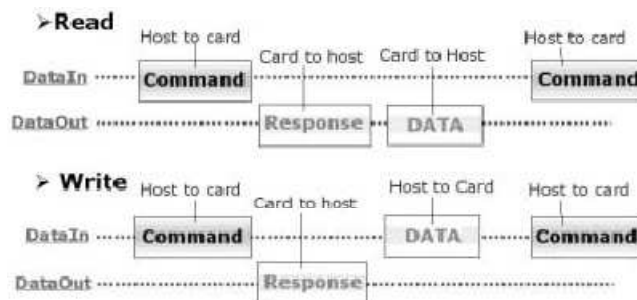 ➢Read
Host to card
Card to host Card to Host Host to card
DataIn Command Command
DataOut Response DATA
➢ Write
Host to card Host to Card Host to card
Card to host
DataIn Command DATA Command
DataOut Response